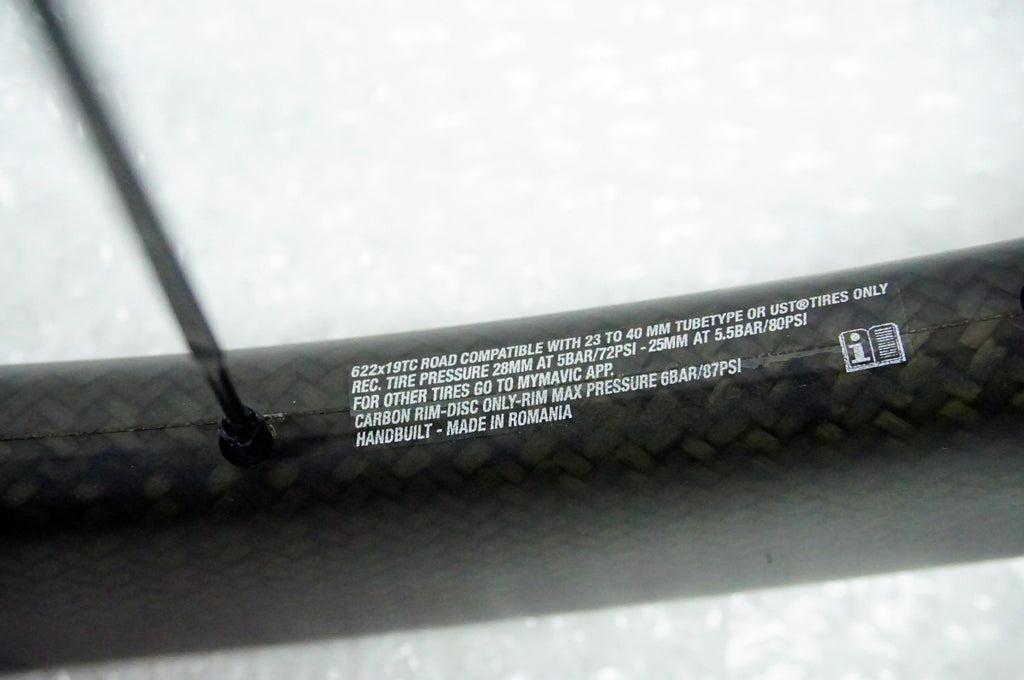 622x19TC ROAD COMPATIBLE WITH 23 TO 40 MM TUBETYPE OR UST®TIRES ONLY
REC. TIRE PRESSURE 28MM AT 5BAR/72PSI - 25MM AT 5.5BAR/80PSI
FOR OTHER TIRES GO TO MYMAVIC APP.
CARBON RIM-DISC ONLY-RIM MAX PRESSURE 6BAR/87PSI
HANDBUILT - MADE IN ROMANIA